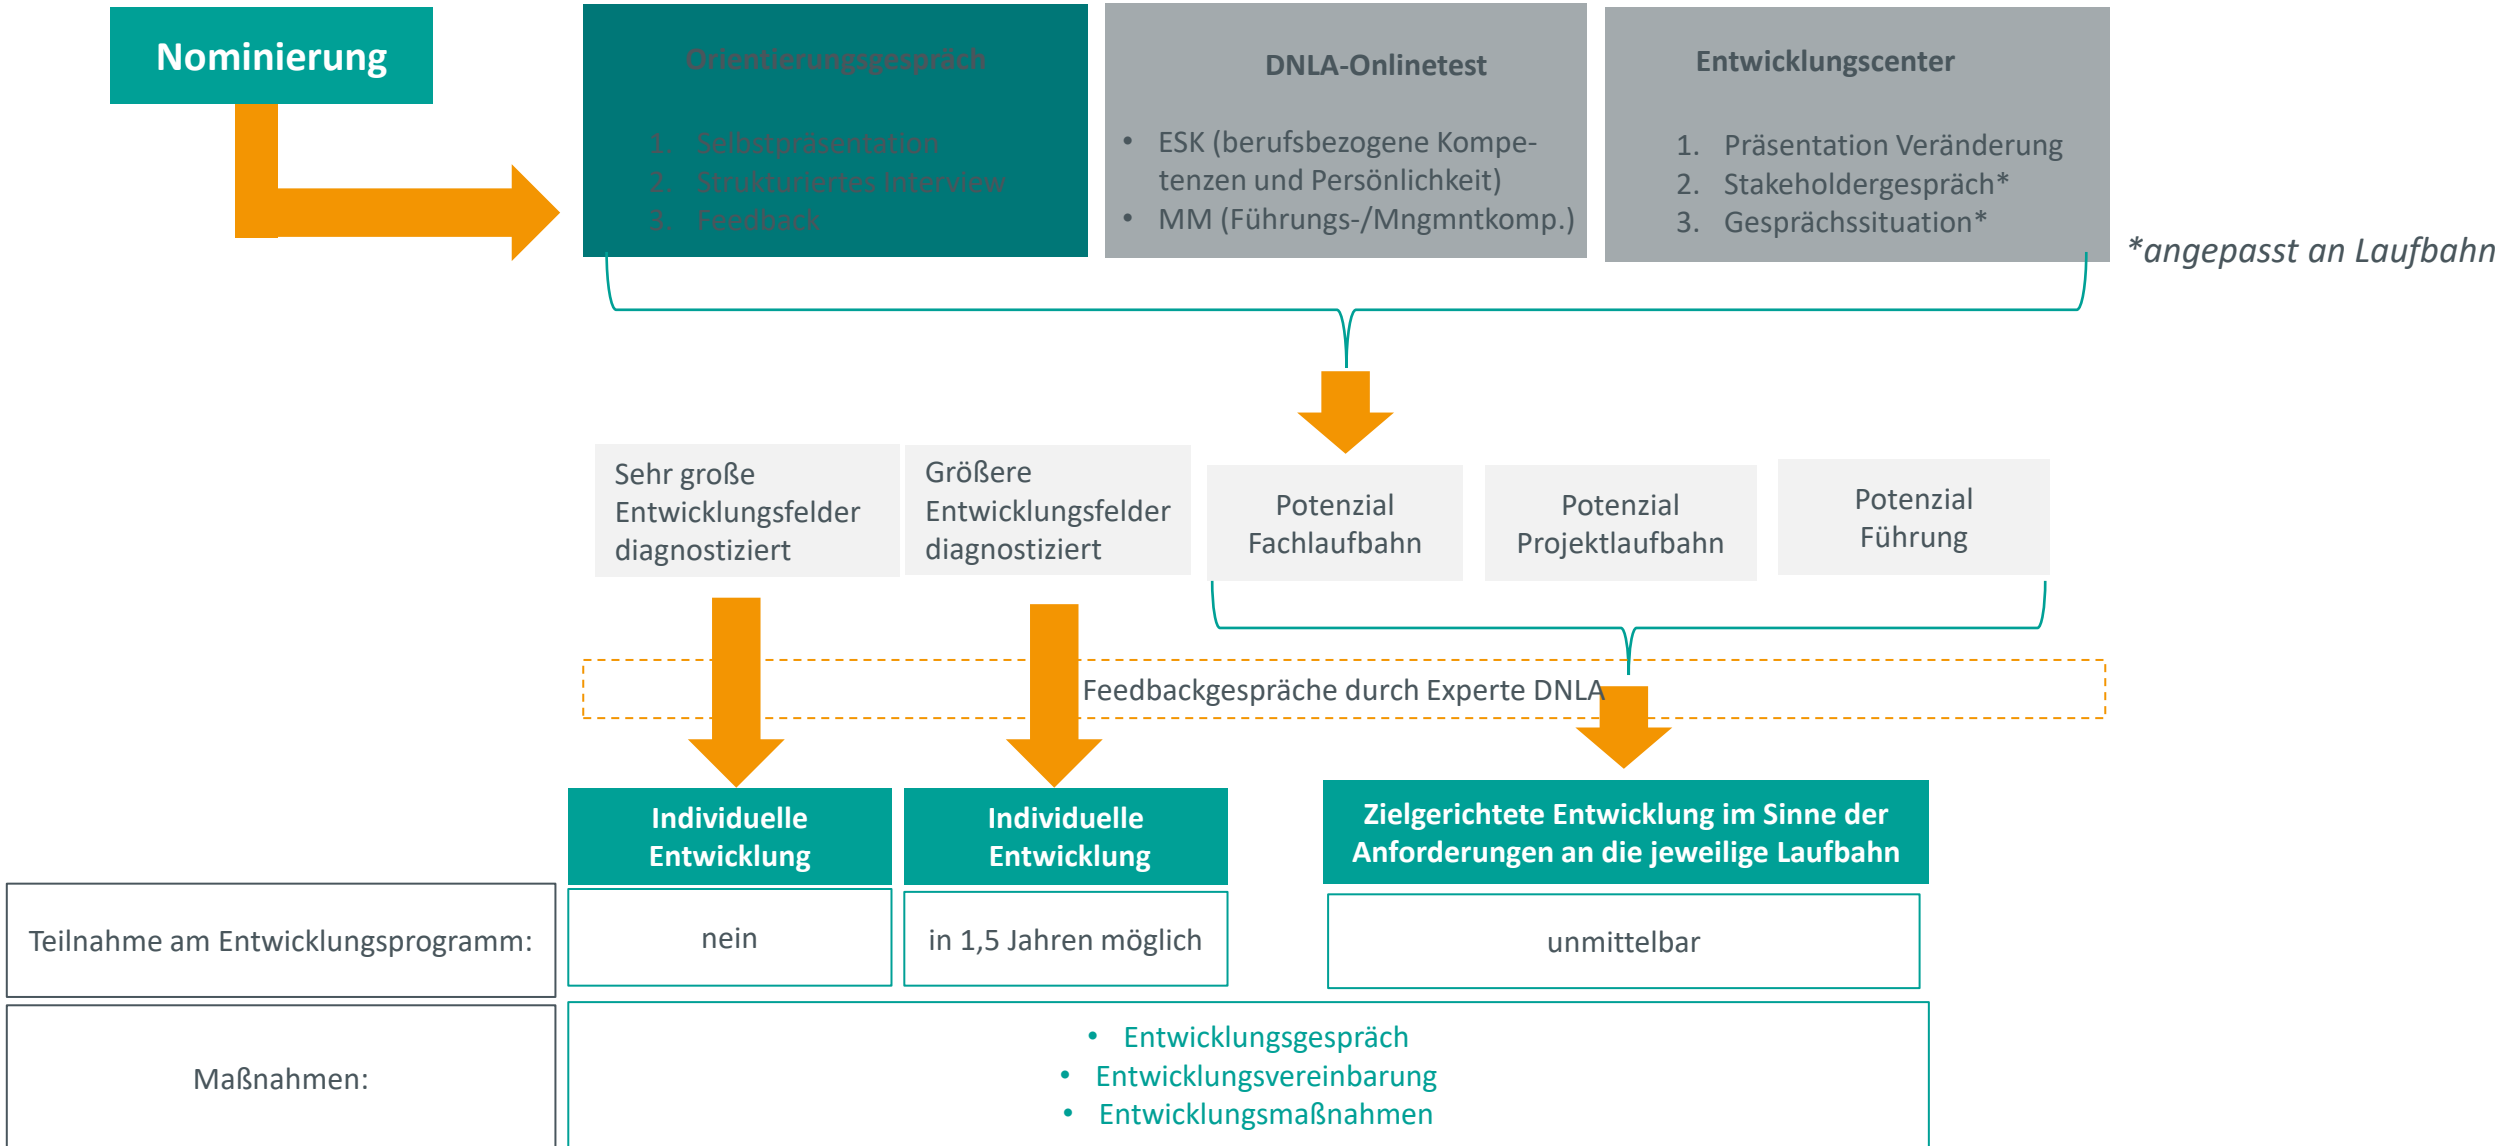 Nominierung
Orientierungsgespräch
1. Selbstpräsentation
2. Strukturiertes Interview
3. Feedback
DNLA-Onlinetest
• ESK (berufsbezogene Kompe-
tenzen und Persönlichkeit)
• MM (Führungs-/Mngmntkomp.)
Entwicklungscenter
1. Präsentation Veränderung
2. Stakeholdergespräch*
3. Gesprächssituation*
*angepasst an Laufbahn
Sehr große
Entwicklungsfelder
diagnostiziert
Größere
Entwicklungsfelder
diagnostiziert
Potenzial
Fachlaufbahn
Potenzial
Projektlaufbahn
Potenzial
Führung
Feedbackgespräche durch Experte DNLA
Individuelle
Entwicklung
Individuelle
Entwicklung
Zielgerichtete Entwicklung im Sinne der
Anforderungen an die jeweilige Laufbahn
Teilnahme am Entwicklungsprogramm:
nein
in 1,5 Jahren möglich
unmittelbar
Maßnahmen:
• Entwicklungsgespräch
• Entwicklungsvereinbarung
• Entwicklungsmaßnahmen